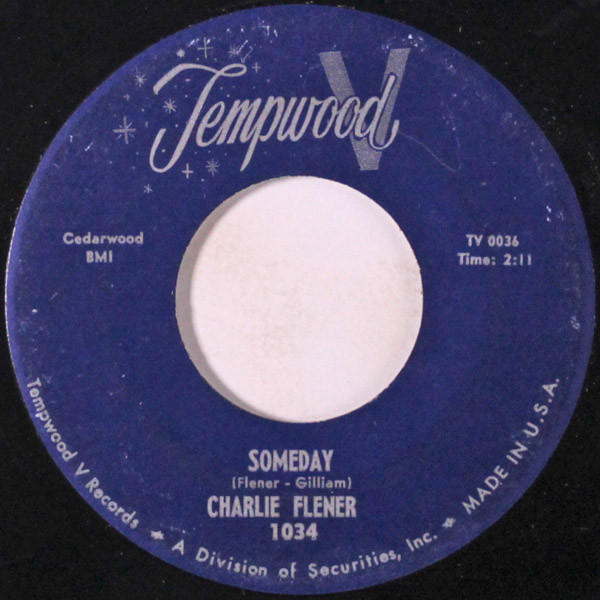 Tempwood V
Cedarwood
BMI
TV 0036
Time: 2:11
SOMEDAY
(Flener - Gilliam)
CHARLIE FLENER
1034
Tempwood V Records * A Division of Securities, Inc. * MADE IN U.S.A.